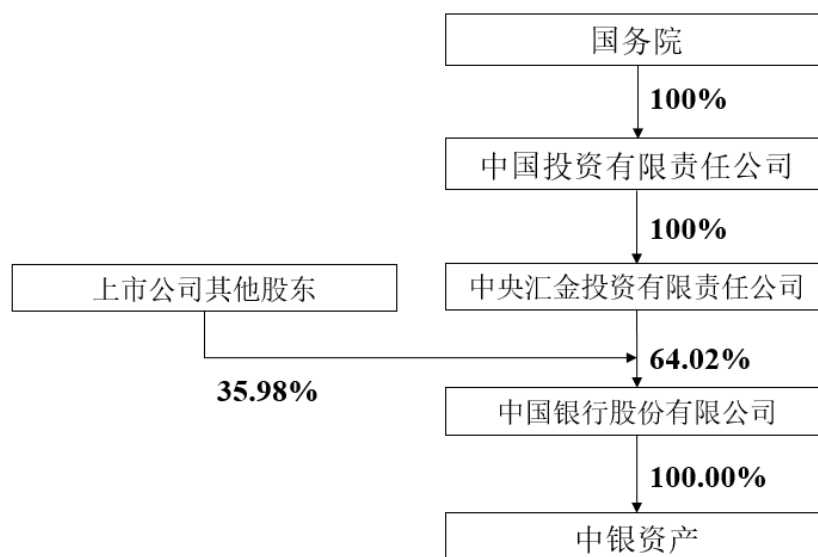 国务院
100%
中国投资有限责任公司
100%
上市公司其他股东
中央汇金投资有限责任公司
35.98%
64.02%
中国银行股份有限公司
100.00%
中银资产